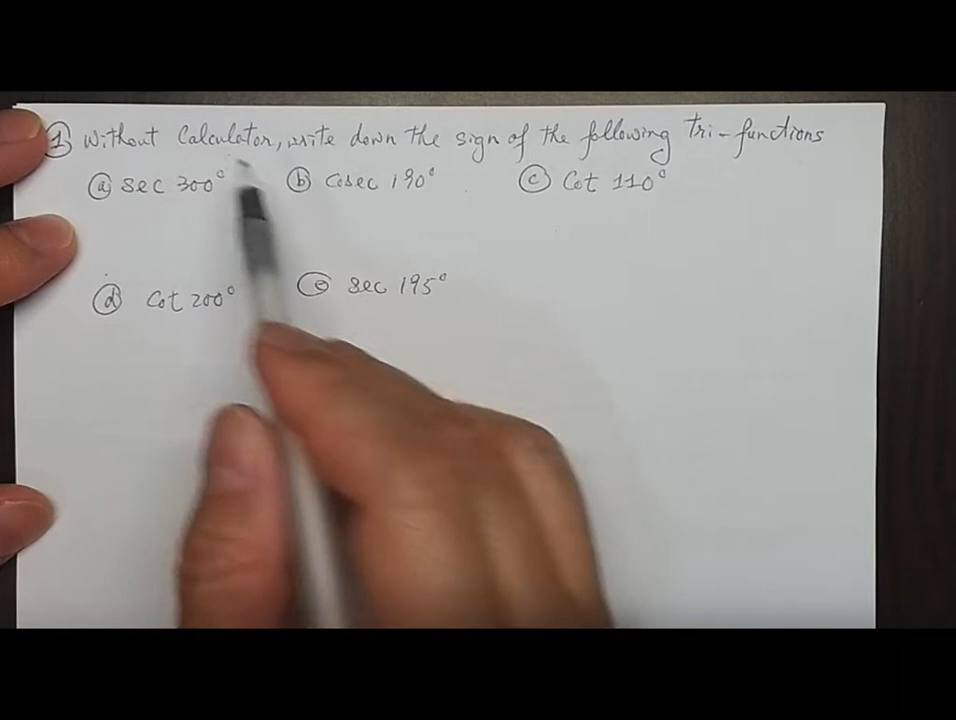 ① Without Calculator, write down the sign of the following tri-functions
ⓐ sec 300° ⓑ Cosec 190° ⓒ Cot 110°
ⓓ Cot 200° ⓔ sec 195°